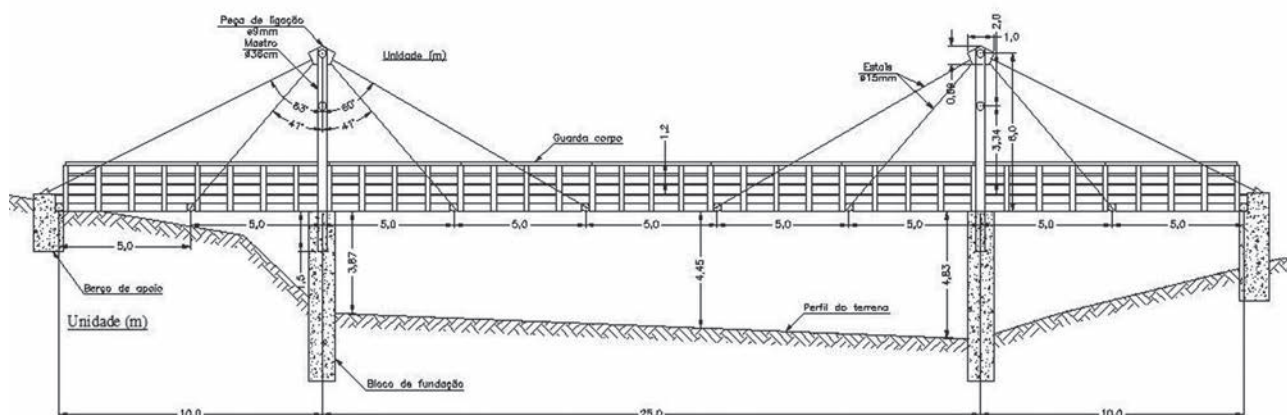 Peça de ligação
ø9mm
Mastro
ø36cm
Unidade (m)
63°
60°
41°
41°
Estais
ø15mm
2,0
1,0
3,34
6,0
Guarda corpo
1,2
5,0
5,0
5,0
5,0
5,0
5,0
5,0
5,0
5,0
1,5
3,87
4,45
4,83
Berço de apoio
Unidade (m)
Perfil do terreno
Bloco de fundação
10,0
25,0
10,0